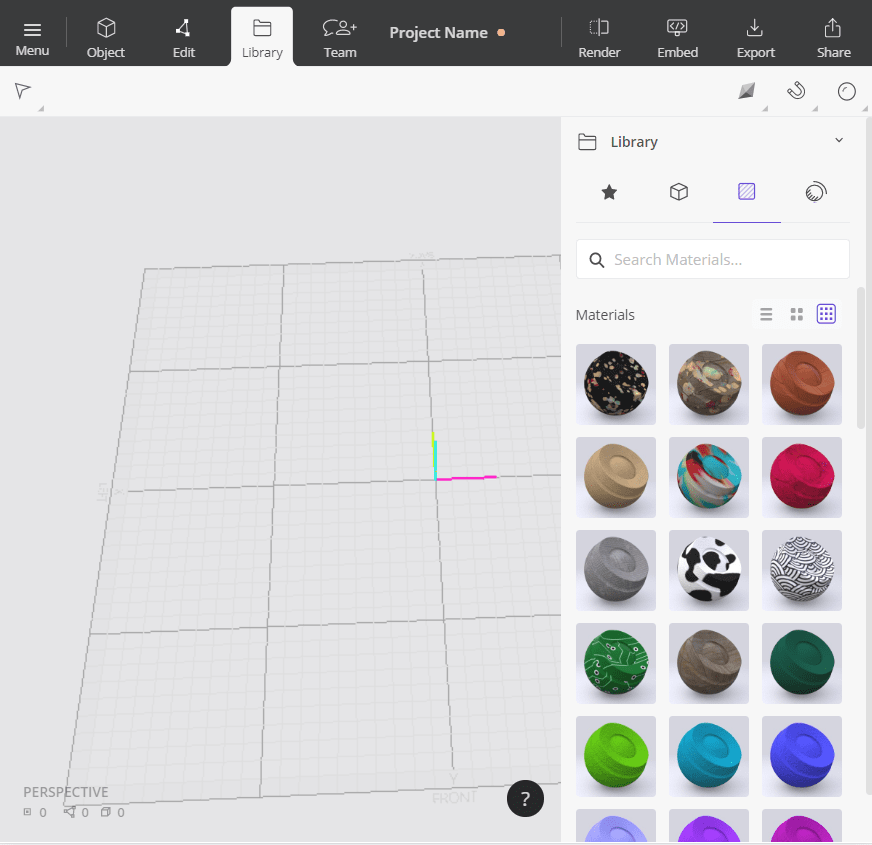 Menu
Object
Edit
Library
Team
Project Name
Render
Embed
Export
Share
Library
Search Materials...
Materials
PERSPECTIVE
0 0 0
Y
FRONT
?